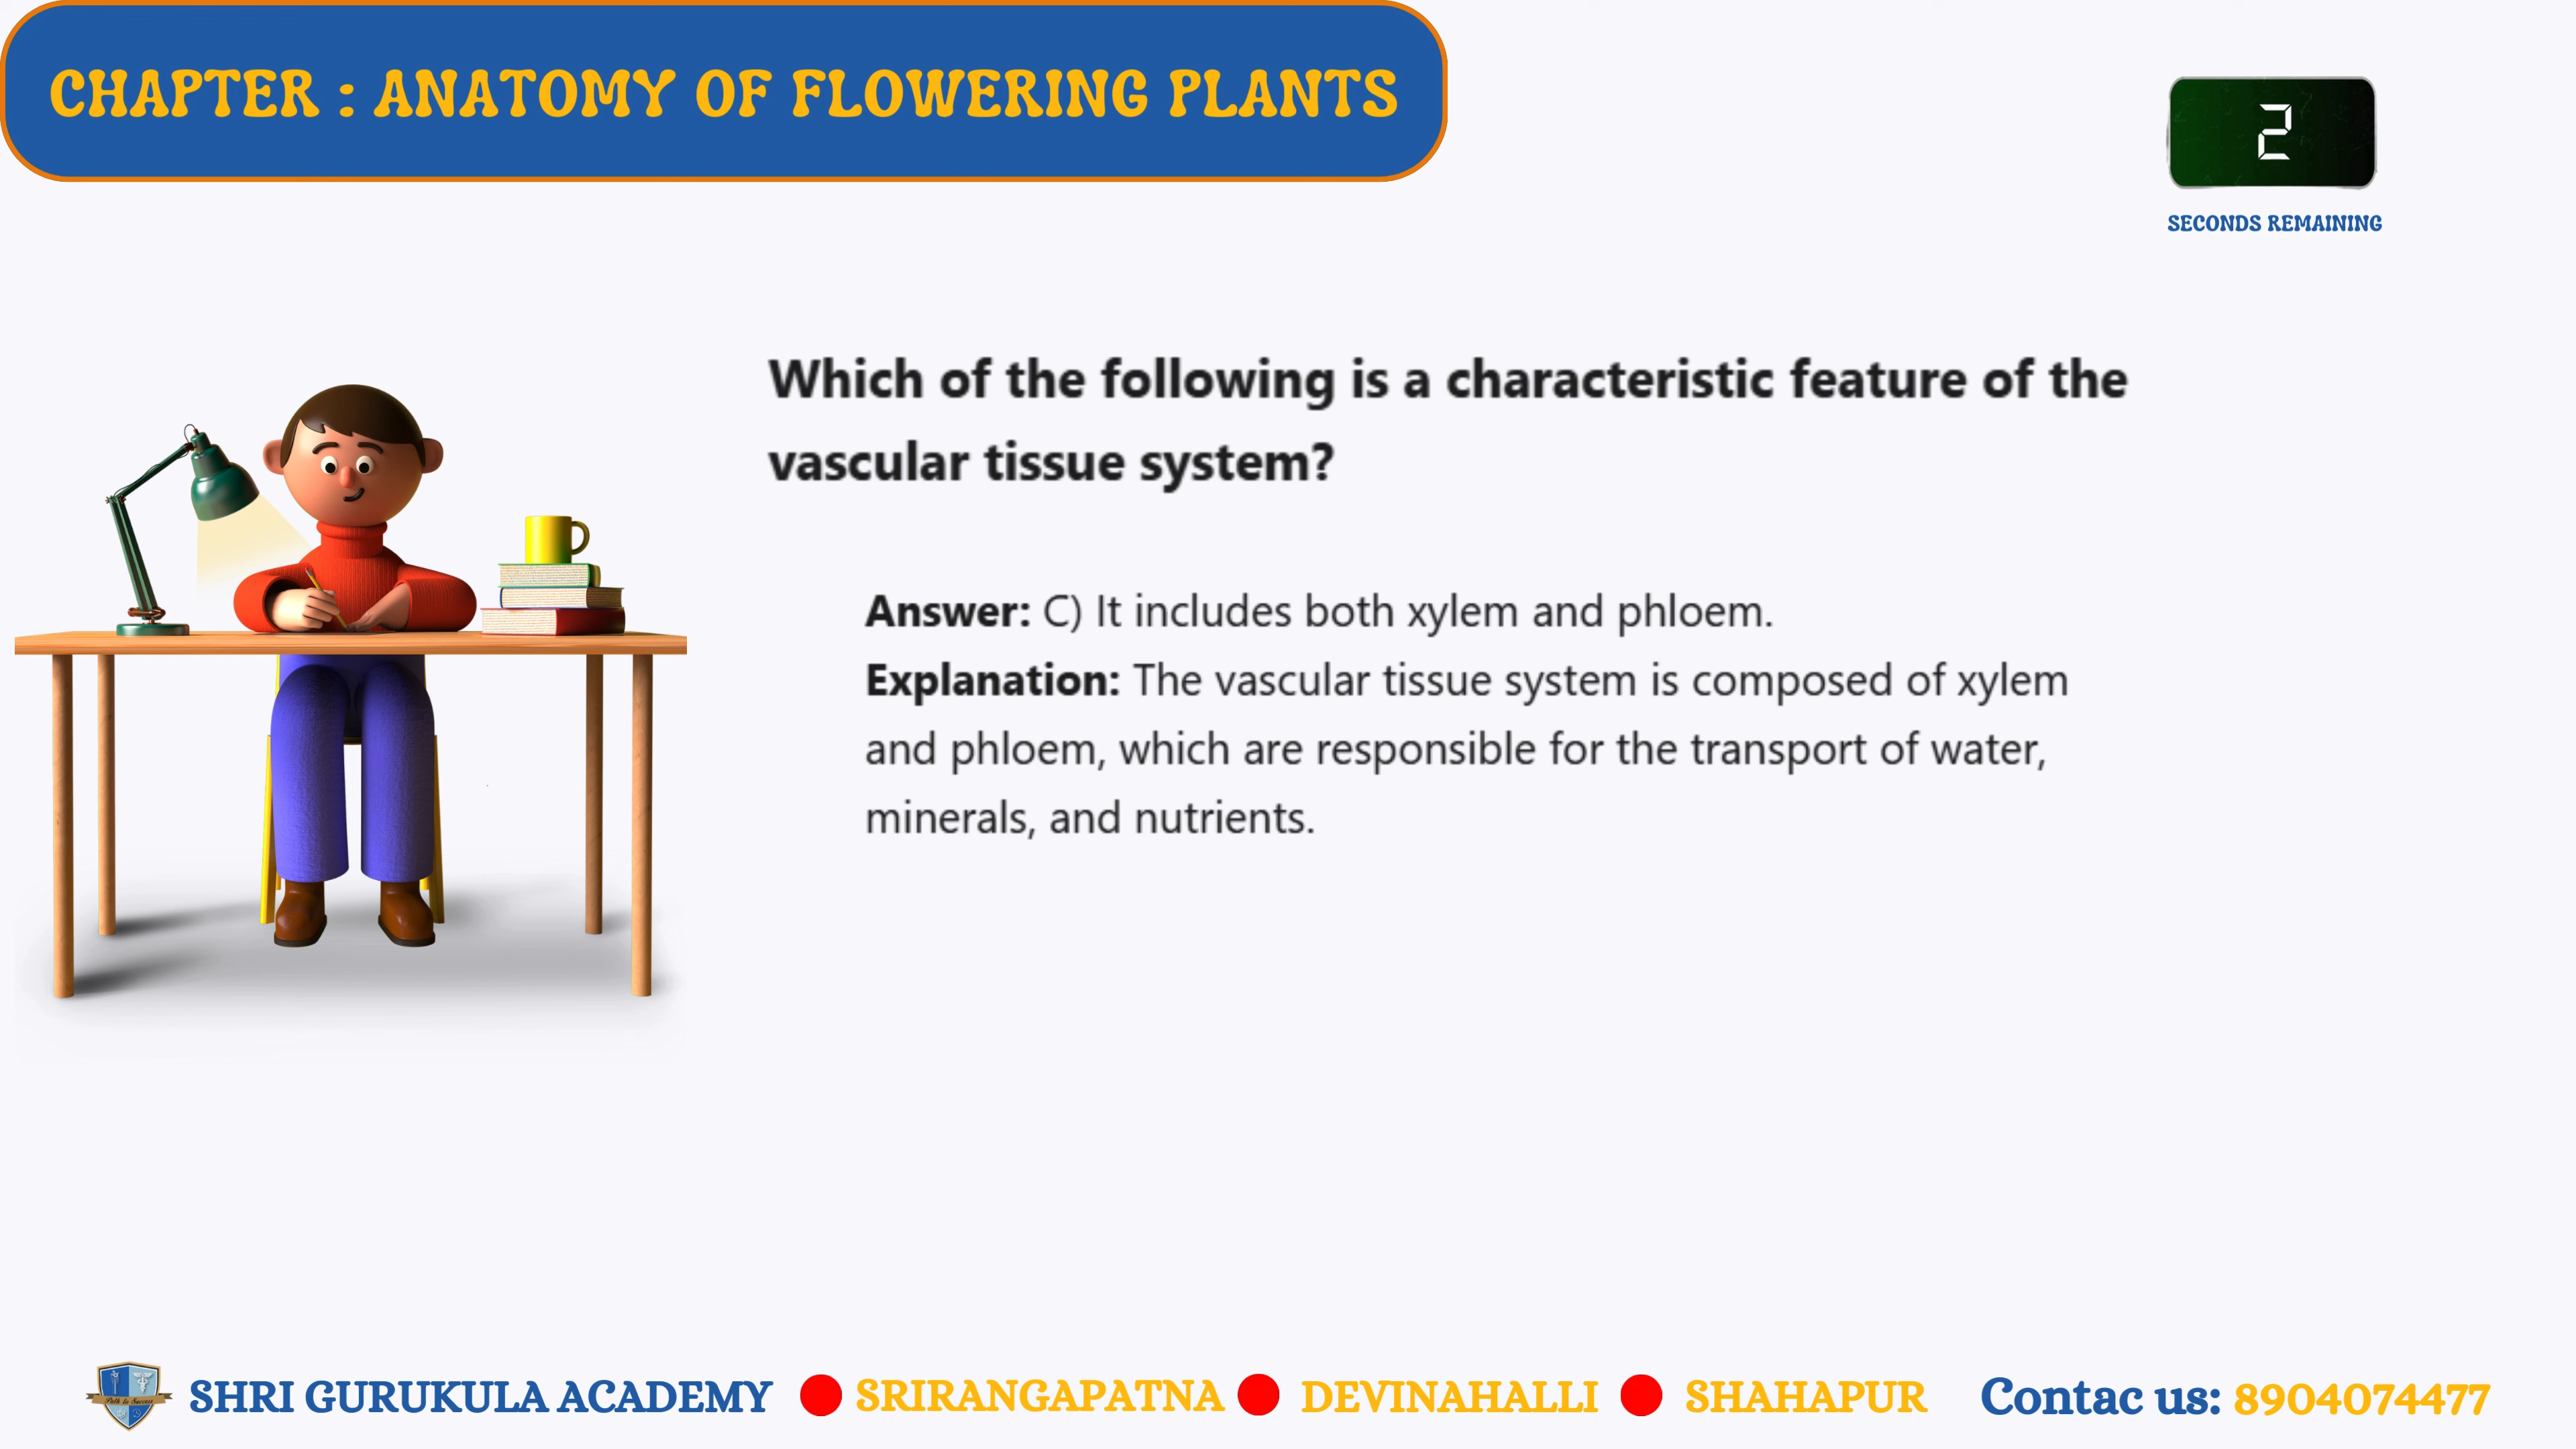 CHAPTER : ANATOMY OF FLOWERING PLANTS
2
SECONDS REMAINING
Which of the following is a characteristic feature of the
vascular tissue system?
Answer: C) It includes both xylem and phloem.
Explanation: The vascular tissue system is composed of xylem
and phloem, which are responsible for the transport of water,
minerals, and nutrients.
Path to Success
SHRI GURUKULA ACADEMY SRIRANGAPATNA DEVINAHALLI SHAHAPUR Contac us: 8904074477